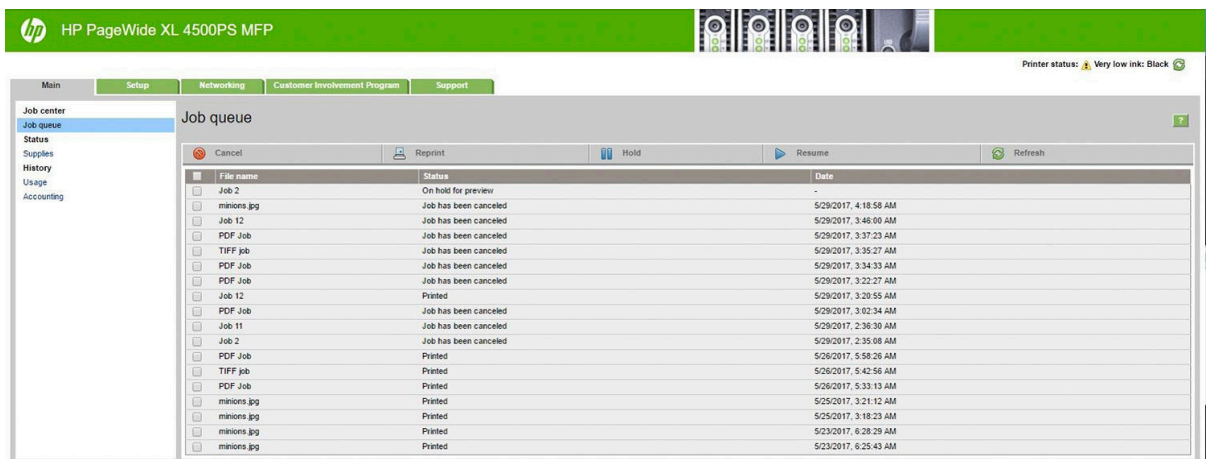 hp HP PageWide XL 4500PS MFP
Printer status: Very low ink: Black
Main Setup Networking Customer Involvement Program Support
Job center
Job queue
Status
Supplies
History
Usage
Accounting
Job queue
?
Cancel Reprint Hold Resume Refresh
File name Status Date
Job 2 On hold for preview -
minions.jpg Job has been canceled 5/29/2017, 4:18:58 AM
Job 12 Job has been canceled 5/29/2017, 3:46:00 AM
PDF Job Job has been canceled 5/29/2017, 3:37:23 AM
TIFF job Job has been canceled 5/29/2017, 3:35:27 AM
PDF Job Job has been canceled 5/29/2017, 3:34:33 AM
PDF Job Job has been canceled 5/29/2017, 3:22:27 AM
Job 12 Printed 5/29/2017, 3:20:55 AM
PDF Job Job has been canceled 5/29/2017, 3:02:34 AM
Job 11 Job has been canceled 5/29/2017, 2:36:30 AM
Job 2 Job has been canceled 5/29/2017, 2:35:08 AM
PDF Job Printed 5/26/2017, 5:58:26 AM
TIFF job Printed 5/26/2017, 5:42:56 AM
PDF Job Printed 5/26/2017, 5:33:13 AM
minions.jpg Printed 5/25/2017, 3:21:12 AM
minions.jpg Printed 5/25/2017, 3:18:23 AM
minions.jpg Printed 5/23/2017, 6:28:29 AM
minions.jpg Printed 5/23/2017, 6:25:43 AM